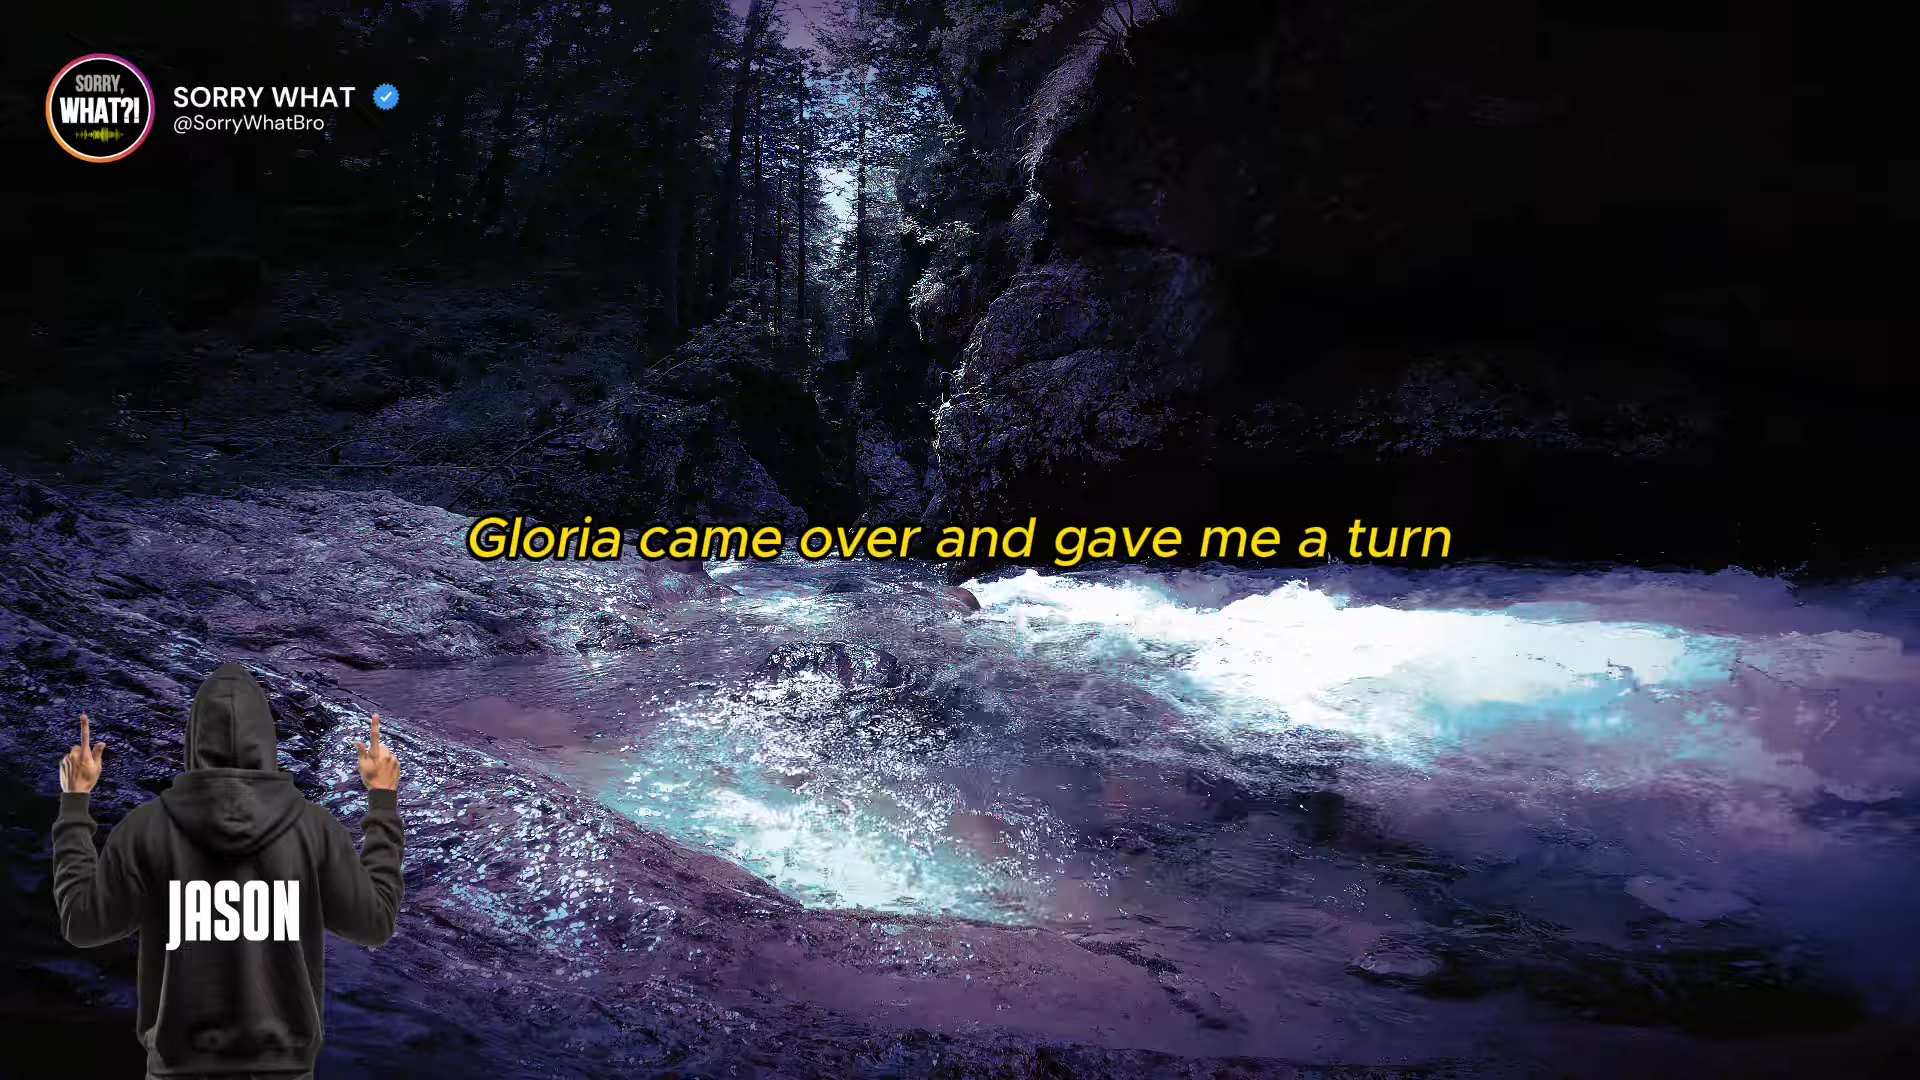 SORRY,
WHAT?!
SORRY WHAT
@SorryWhatBro
Gloria came over and gave me a turn
JASON